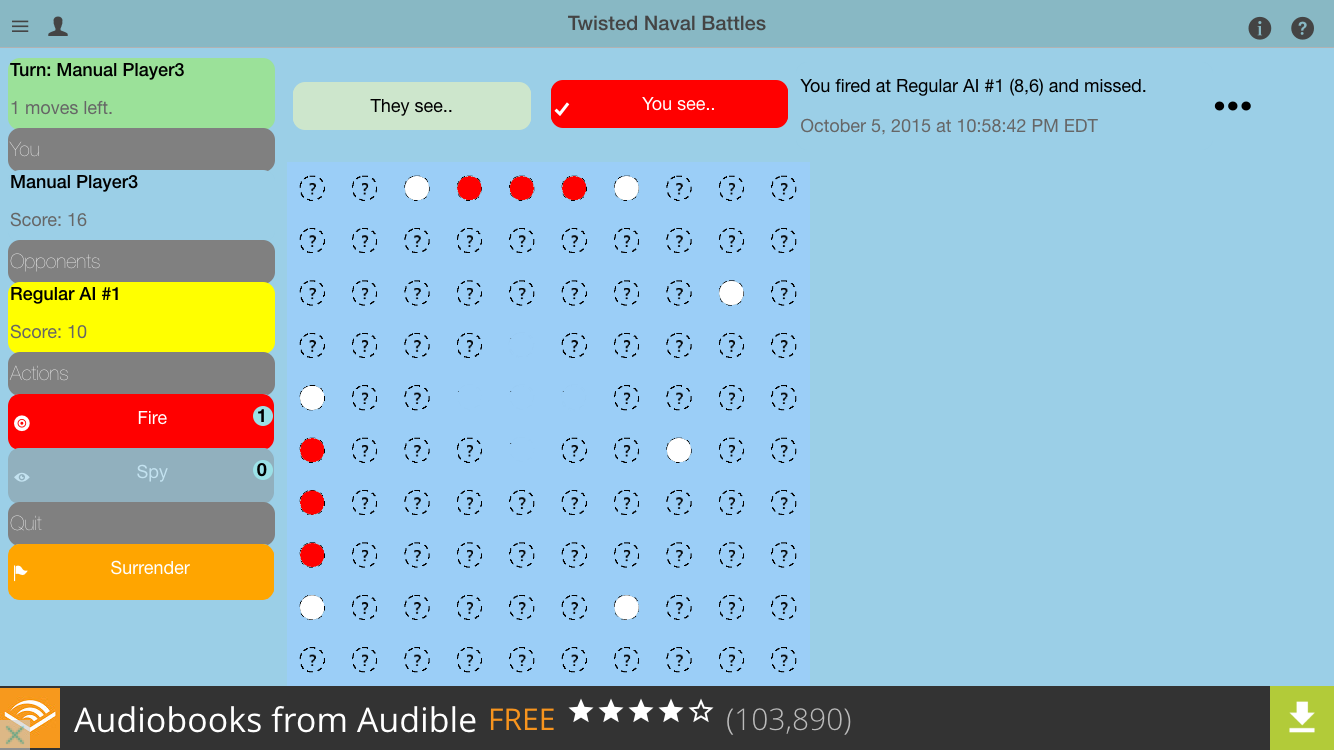 Twisted Naval Battles
Turn: Manual Player3
1 moves left.
You
Manual Player3
Score: 16
Opponents
Regular AI #1
Score: 10
Actions
Fire 1
Spy 0
Quit
Surrender
They see..
You see..
You fired at Regular AI #1 (8,6) and missed.
October 5, 2015 at 10:58:42 PM EDT
? ? ? ? ?
? ? ? ? ? ? ? ? ? ?
? ? ? ? ? ? ? ? ?
? ? ? ? ? ? ? ? ?
? ? ? ? ? ?
? ? ? ? ? ? ?
? ? ? ? ? ? ? ? ?
? ? ? ? ? ? ? ? ?
? ? ? ? ? ? ? ?
? ? ? ? ? ? ? ? ? ?
Audiobooks from Audible FREE (103,890)